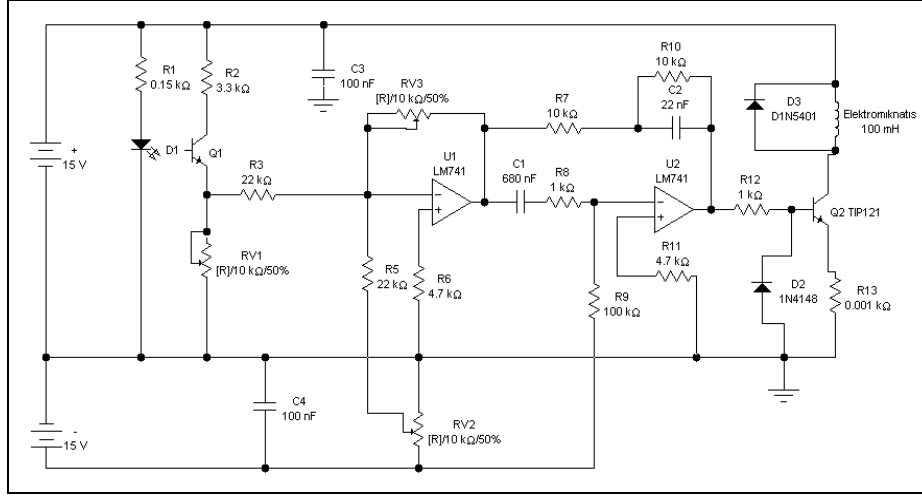 R1
0.15 kΩ
R2
3.3 kΩ
C3
100 nF
RV3
[R]/10 kΩ/50%
R10
10 kΩ
C2
22 nF
R7
10 kΩ
D3
D1N5401
Elektromknatis
100 mH
+
15 V
D1
Q1
R3
22 kΩ
U1
LM741
C1
680 nF
R8
1 kΩ
U2
LM741
R12
1 kΩ
Q2 TIP121
RV1
[R]/10 kΩ/50%
R5
22 kΩ
R6
4.7 kΩ
R11
4.7 kΩ
R9
100 kΩ
D2
1N4148
R13
0.001 kΩ
C4
100 nF
-
15 V
RV2
[R]/10 kΩ/50%